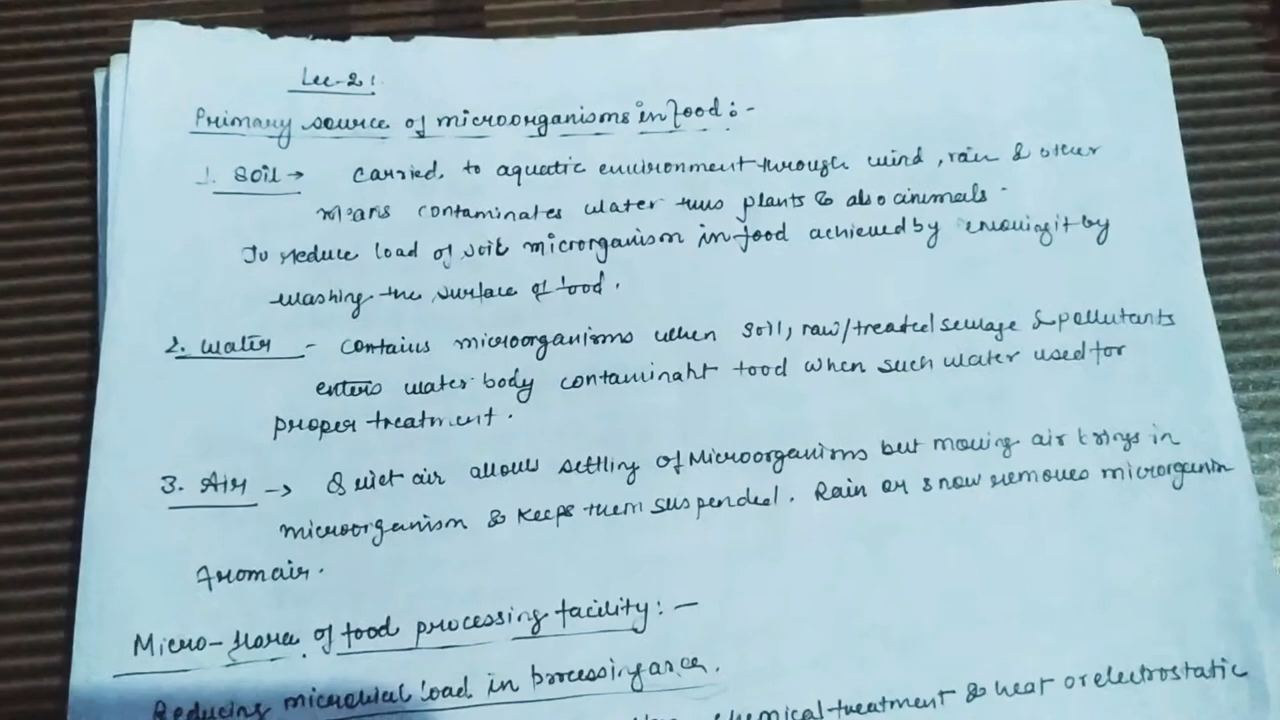 Lec-2!
Primary source of microorganisms in food :-
1. Soil → carried to aquatic environment through wind, rain & other
means contaminates water thus plants & also animals -
To reduce load of soil microrganism in food achieved by removing it by
washing the surface of food.
2. Water - contains microorganisms when soil, raw/treated sewage & pollutants
enters water body contaminaht food when such water used for
proper treatment.
3. Air → Quiet air allows settling of Microorganisms but moving air brings in
microorganism & keeps them suspended. Rain or snow removes microrganism
from air.
Micro-flora of food processing facility: -
Reducing microbial load in processing area.
chemical treatment & heat or electrostatic